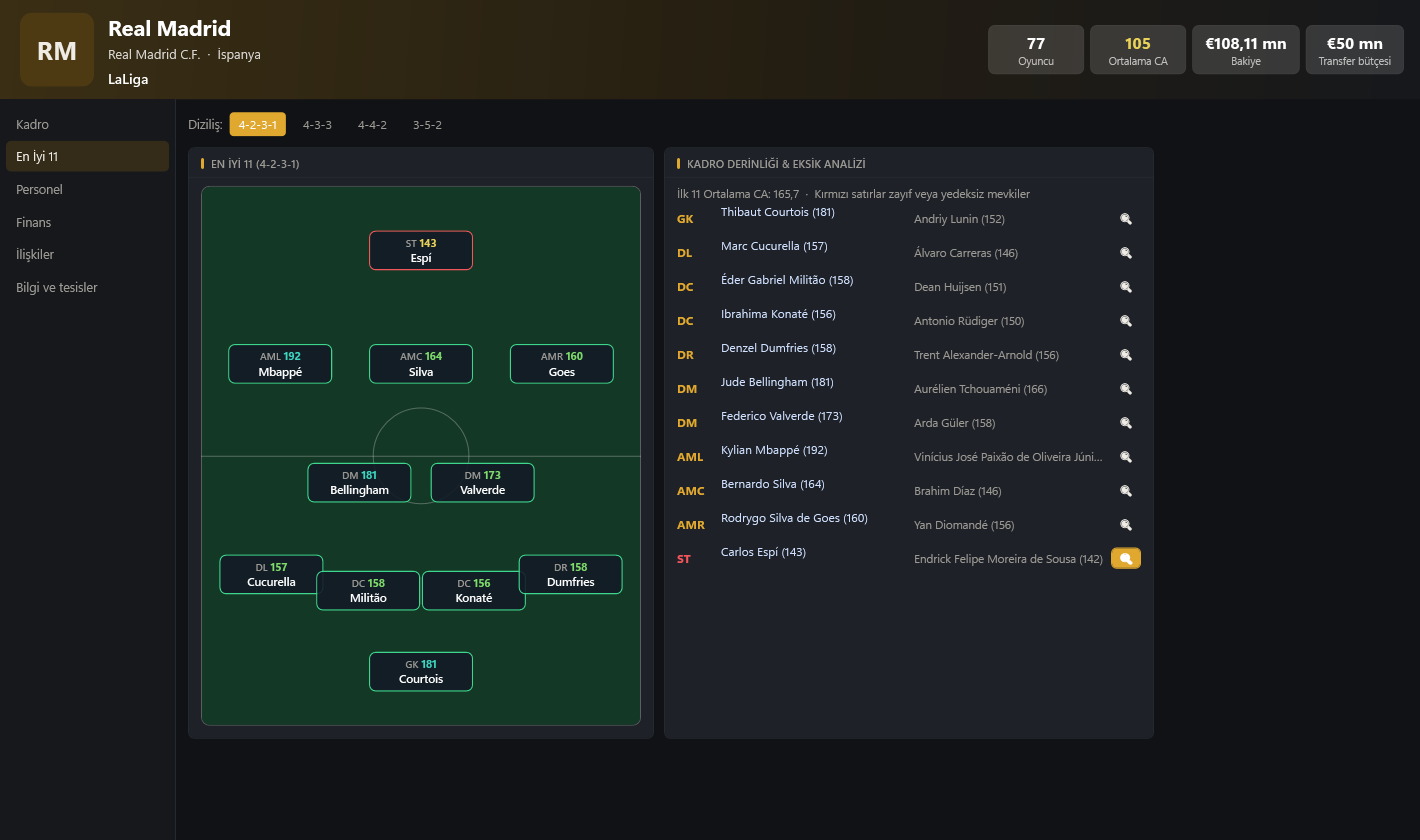 RM
Real Madrid
Real Madrid C.F. · İspanya
LaLiga
77
Oyuncu
105
Ortalama CA
€108,11 mn
Bakiye
€50 mn
Transfer bütçesi
Kadro
En İyi 11
Personel
Finans
İlişkiler
Bilgi ve tesisler
Diziliş: 4-2-3-1 4-3-3 4-4-2 3-5-2
EN İYİ 11 (4-2-3-1)
ST 143
Espí
AML 192
Mbappé
AMC 164
Silva
AMR 160
Goes
DM 181
Bellingham
DM 173
Valverde
DL 157
Cucurella
DC 158
Militão
DC 156
Konaté
DR 158
Dumfries
GK 181
Courtois
KADRO DERİNLİĞİ & EKSİK ANALİZİ
İlk 11 Ortalama CA: 165,7 · Kırmızı satırlar zayıf veya yedeksiz mevkiler
GK Thibaut Courtois (181) Andriy Lunin (152)
DL Marc Cucurella (157) Álvaro Carreras (146)
DC Éder Gabriel Militão (158) Dean Huijsen (151)
DC Ibrahima Konaté (156) Antonio Rüdiger (150)
DR Denzel Dumfries (158) Trent Alexander-Arnold (156)
DM Jude Bellingham (181) Aurélien Tchouaméni (166)
DM Federico Valverde (173) Arda Güler (158)
AML Kylian Mbappé (192) Vinícius José Paixão de Oliveira Júni...
AMC Bernardo Silva (164) Brahim Díaz (146)
AMR Rodrygo Silva de Goes (160) Yan Diomandé (156)
ST Carlos Espí (143) Endrick Felipe Moreira de Sousa (142)